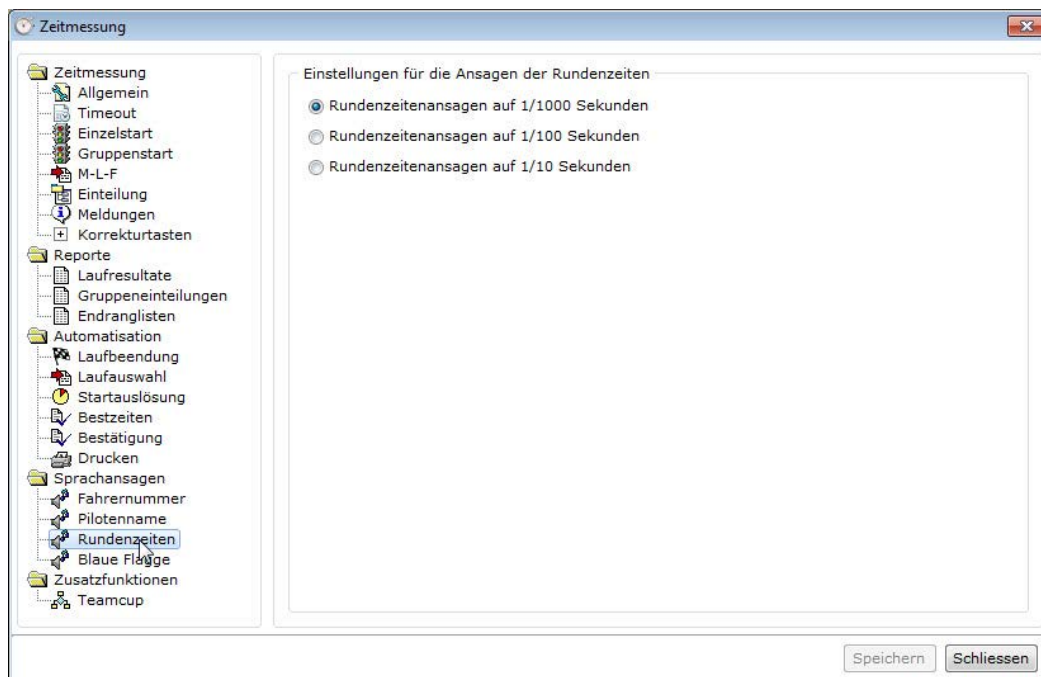 Zeitmessung
Zeitmessung
Allgemein
Timeout
Einzelstart
Gruppenstart
M-L-F
Einteilung
Meldungen
Korrekturtasten
Reporte
Laufresultate
Gruppeneinteilungen
Endranglisten
Automatisation
Laufbeendung
Laufauswahl
Startauslösung
Bestzeiten
Bestätigung
Drucken
Sprachansagen
Fahrernummer
Pilotenname
Rundenzeiten
Blaue Flagge
Zusatzfunktionen
Teamcup
Einstellungen für die Ansagen der Rundenzeiten
Rundenzeitenansagen auf 1/1000 Sekunden
Rundenzeitenansagen auf 1/100 Sekunden
Rundenzeitenansagen auf 1/10 Sekunden
Speichern
Schliessen